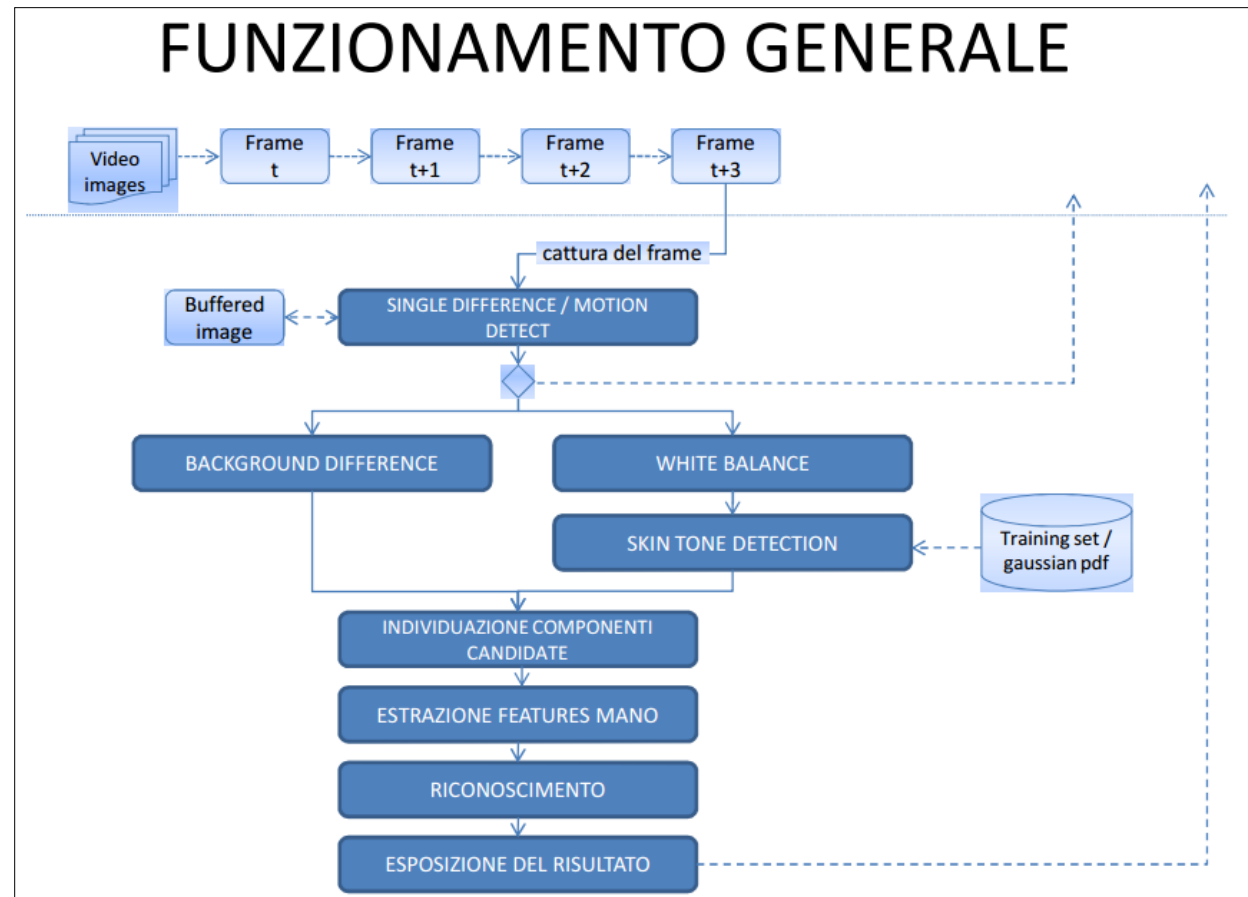 FUNZIONAMENTO GENERALE
Video
images
Frame
t
Frame
t+1
Frame
t+2
Frame
t+3
cattura del frame
Buffered
image
SINGLE DIFFERENCE / MOTION
DETECT
BACKGROUND DIFFERENCE
WHITE BALANCE
SKIN TONE DETECTION
Training set /
gaussian pdf
INDIVIDUAZIONE COMPONENTI
CANDIDATE
ESTRAZIONE FEATURES MANO
RICONOSCIMENTO
ESPOSIZIONE DEL RISULTATO